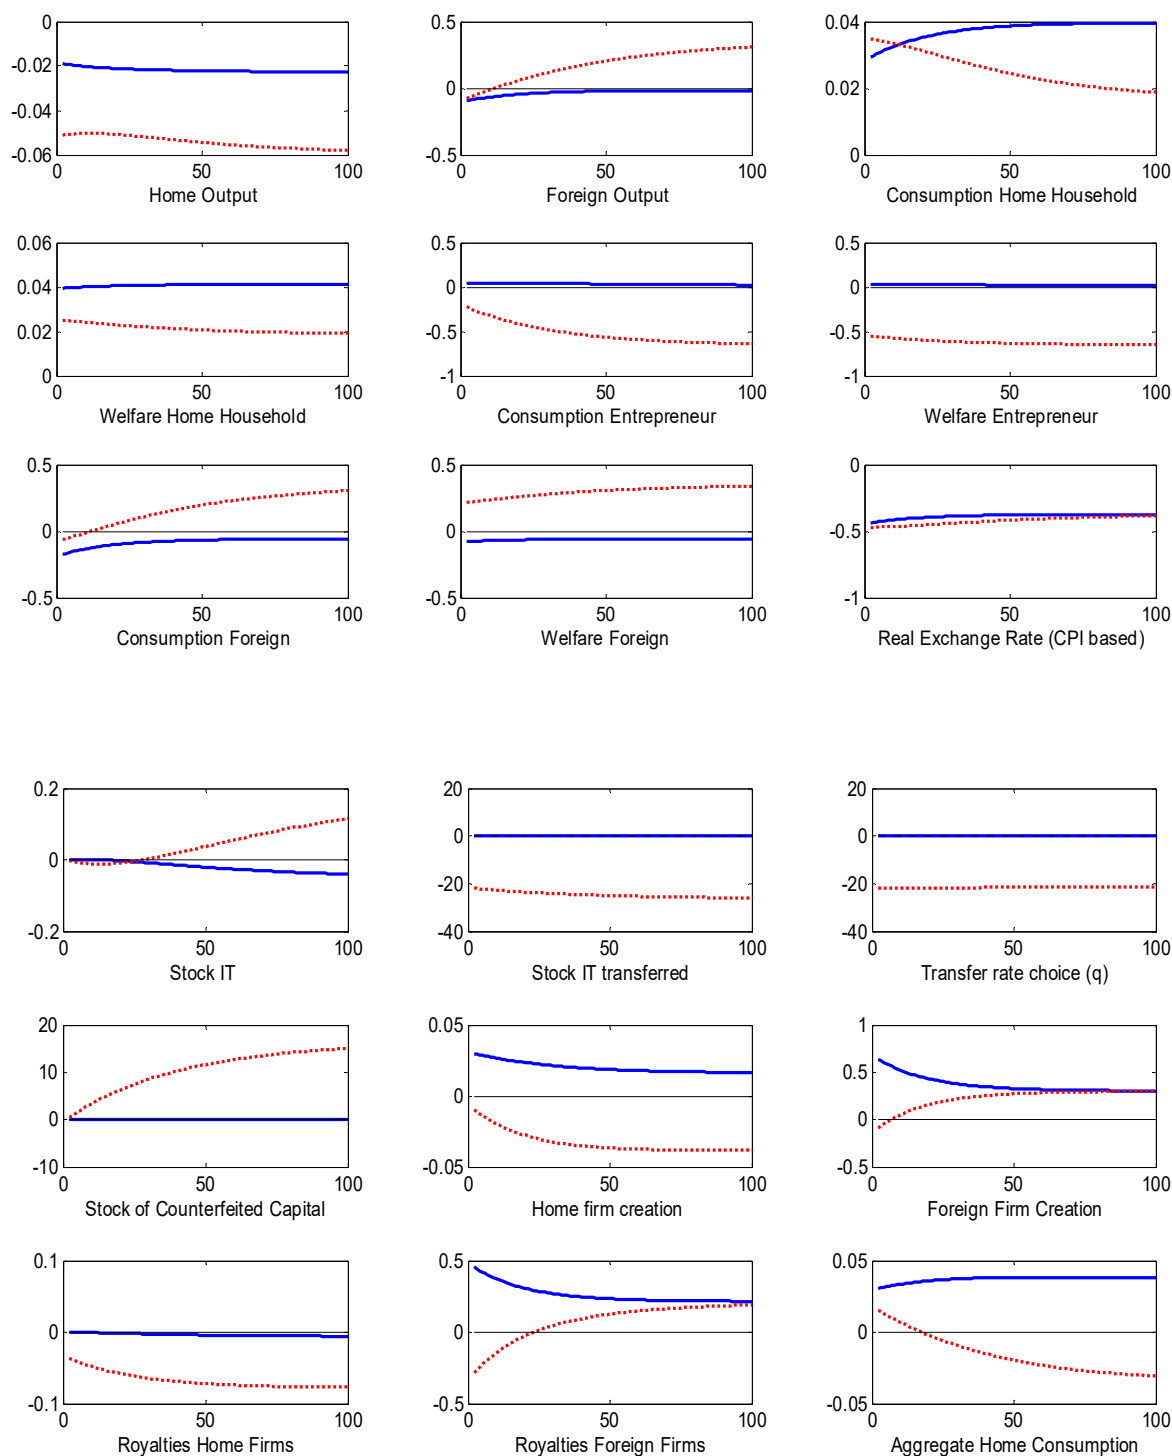 0
-0.02
-0.04
-0.06
0 50 100
Home Output
0.5
0
-0.5
0 50 100
Foreign Output
0.04
0.02
0
0 50 100
Consumption Home Household
0.06
0.04
0.02
0
0 50 100
Welfare Home Household
0.5
0
-0.5
-1
0 50 100
Consumption Entrepreneur
0.5
0
-0.5
-1
0 50 100
Welfare Entrepreneur
0.5
0
-0.5
0 50 100
Consumption Foreign
0.5
0
-0.5
0 50 100
Welfare Foreign
0
-0.5
-1
0 50 100
Real Exchange Rate (CPI based)
0.2
0
-0.2
0 50 100
Stock IT
20
0
-20
-40
0 50 100
Stock IT transferred
20
0
-20
-40
0 50 100
Transfer rate choice (q)
20
10
0
-10
0 50 100
Stock of Counterfeited Capital
0.05
0
-0.05
0 50 100
Home firm creation
1
0.5
0
-0.5
0 50 100
Foreign Firm Creation
0.1
0
-0.1
0 50 100
Royalties Home Firms
0.5
0
-0.5
0 50 100
Royalties Foreign Firms
0.05
0
-0.05
0 50 100
Aggregate Home Consumption